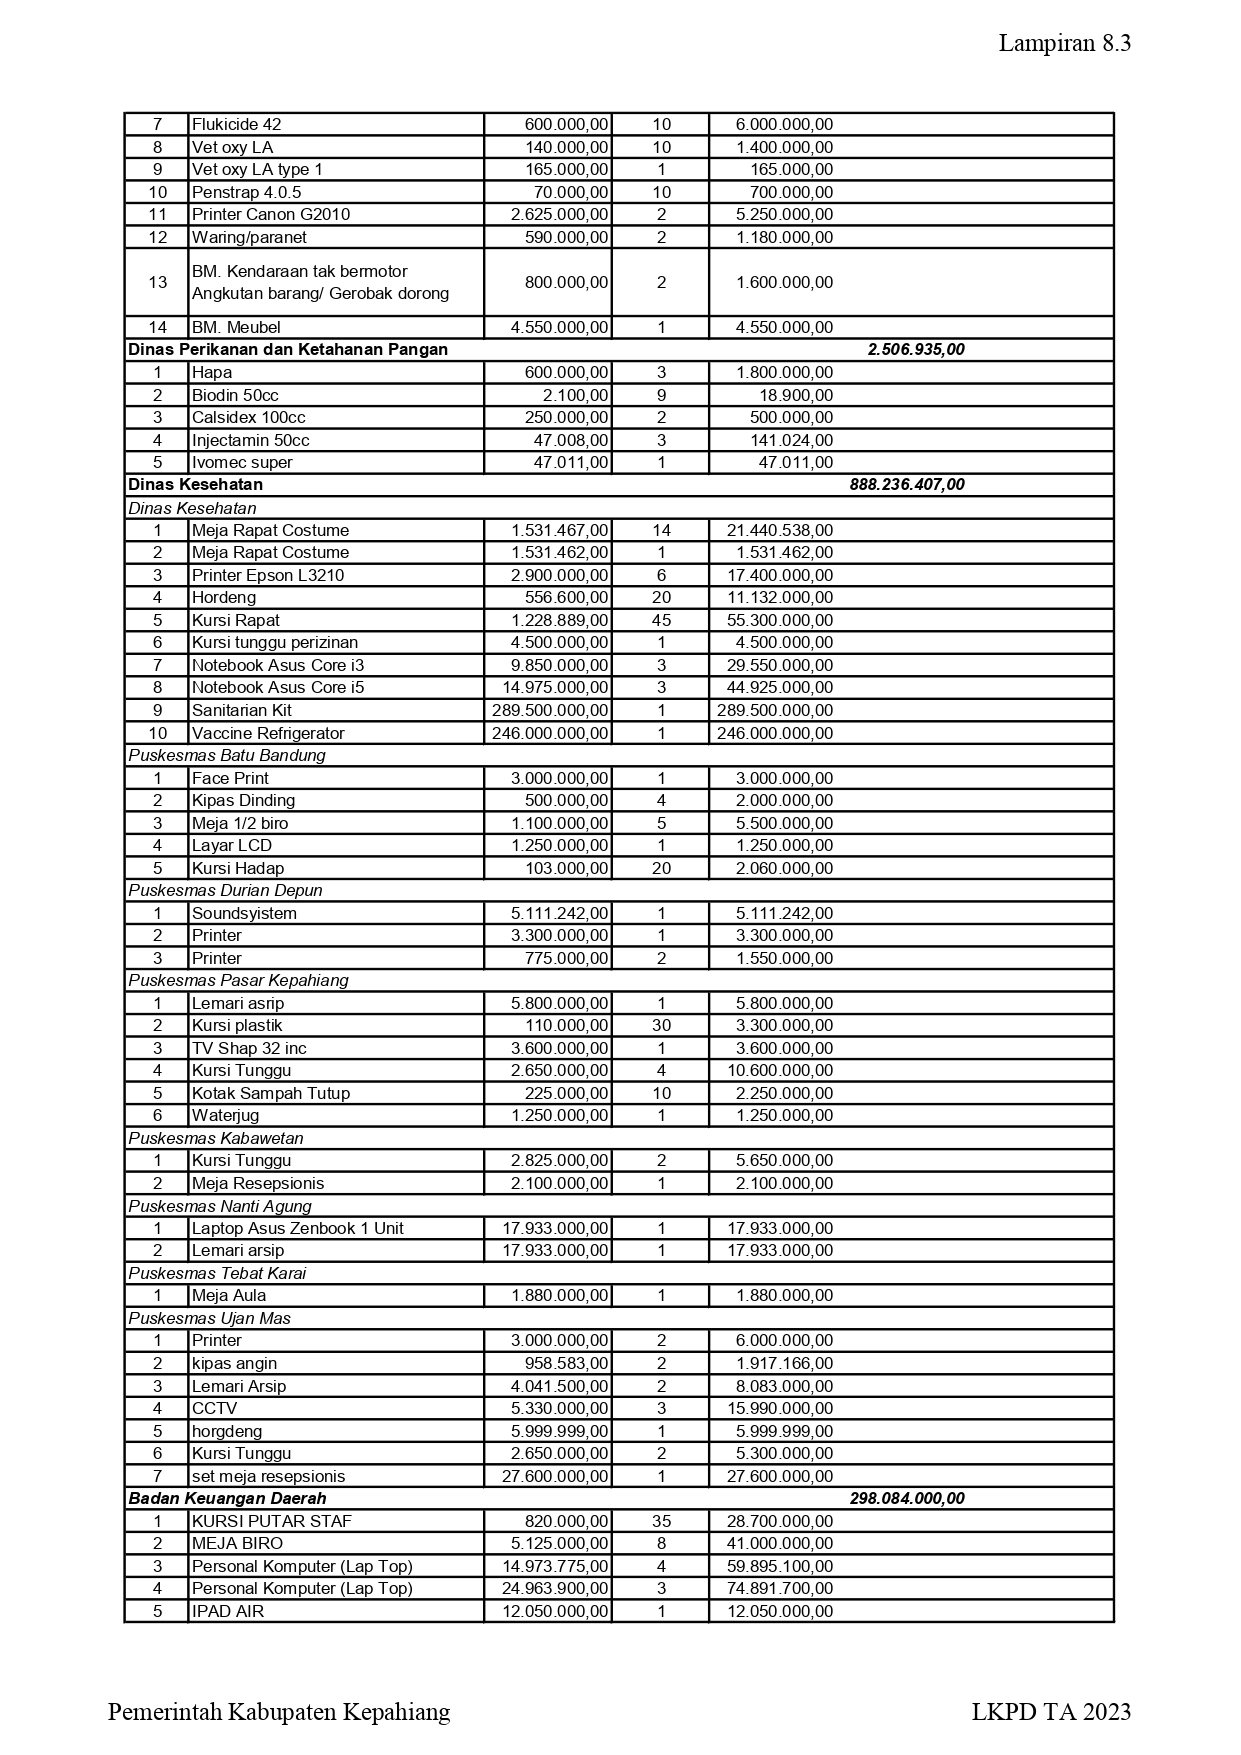 Lampiran 8.3
7 Flukicide 42 600.000,00 10 6.000.000,00
8 Vet oxy LA 140.000,00 10 1.400.000,00
9 Vet oxy LA type 1 165.000,00 1 165.000,00
10 Penstrap 4.0.5 70.000,00 10 700.000,00
11 Printer Canon G2010 2.625.000,00 2 5.250.000,00
12 Waring/paranet 590.000,00 2 1.180.000,00
13 BM. Kendaraan tak bermotor
Angkutan barang/ Gerobak dorong 800.000,00 2 1.600.000,00
14 BM. Meubel 4.550.000,00 1 4.550.000,00
Dinas Perikanan dan Ketahanan Pangan 2.506.935,00
1 Hapa 600.000,00 3 1.800.000,00
2 Biodin 50cc 2.100,00 9 18.900,00
3 Calsidex 100cc 250.000,00 2 500.000,00
4 Injectamin 50cc 47.008,00 3 141.024,00
5 Ivomec super 47.011,00 1 47.011,00
Dinas Kesehatan 888.236.407,00
Dinas Kesehatan
1 Meja Rapat Costume 1.531.467,00 14 21.440.538,00
2 Meja Rapat Costume 1.531.462,00 1 1.531.462,00
3 Printer Epson L3210 2.900.000,00 6 17.400.000,00
4 Hordeng 556.600,00 20 11.132.000,00
5 Kursi Rapat 1.228.889,00 45 55.300.000,00
6 Kursi tunggu perizinan 4.500.000,00 1 4.500.000,00
7 Notebook Asus Core i3 9.850.000,00 3 29.550.000,00
8 Notebook Asus Core i5 14.975.000,00 3 44.925.000,00
9 Sanitarian Kit 289.500.000,00 1 289.500.000,00
10 Vaccine Refrigerator 246.000.000,00 1 246.000.000,00
Puskesmas Batu Bandung
1 Face Print 3.000.000,00 1 3.000.000,00
2 Kipas Dinding 500.000,00 4 2.000.000,00
3 Meja 1/2 biro 1.100.000,00 5 5.500.000,00
4 Layar LCD 1.250.000,00 1 1.250.000,00
5 Kursi Hadap 103.000,00 20 2.060.000,00
Puskesmas Durian Depun
1 Soundsyistem 5.111.242,00 1 5.111.242,00
2 Printer 3.300.000,00 1 3.300.000,00
3 Printer 775.000,00 2 1.550.000,00
Puskesmas Pasar Kepahiang
1 Lemari asrip 5.800.000,00 1 5.800.000,00
2 Kursi plastik 110.000,00 30 3.300.000,00
3 TV Shap 32 inc 3.600.000,00 1 3.600.000,00
4 Kursi Tunggu 2.650.000,00 4 10.600.000,00
5 Kotak Sampah Tutup 225.000,00 10 2.250.000,00
6 Waterjug 1.250.000,00 1 1.250.000,00
Puskesmas Kabawetan
1 Kursi Tunggu 2.825.000,00 2 5.650.000,00
2 Meja Resepsionis 2.100.000,00 1 2.100.000,00
Puskesmas Nanti Agung
1 Laptop Asus Zenbook 1 Unit 17.933.000,00 1 17.933.000,00
2 Lemari arsip 17.933.000,00 1 17.933.000,00
Puskesmas Tebat Karai
1 Meja Aula 1.880.000,00 1 1.880.000,00
Puskesmas Ujan Mas
1 Printer 3.000.000,00 2 6.000.000,00
2 kipas angin 958.583,00 2 1.917.166,00
3 Lemari Arsip 4.041.500,00 2 8.083.000,00
4 CCTV 5.330.000,00 3 15.990.000,00
5 horgdeng 5.999.999,00 1 5.999.999,00
6 Kursi Tunggu 2.650.000,00 2 5.300.000,00
7 set meja resepsionis 27.600.000,00 1 27.600.000,00
Badan Keuangan Daerah 298.084.000,00
1 KURSI PUTAR STAF 820.000,00 35 28.700.000,00
2 MEJA BIRO 5.125.000,00 8 41.000.000,00
3 Personal Komputer (Lap Top) 14.973.775,00 4 59.895.100,00
4 Personal Komputer (Lap Top) 24.963.900,00 3 74.891.700,00
5 IPAD AIR 12.050.000,00 1 12.050.000,00
Pemerintah Kabupaten Kepahiang LKPD TA 2023